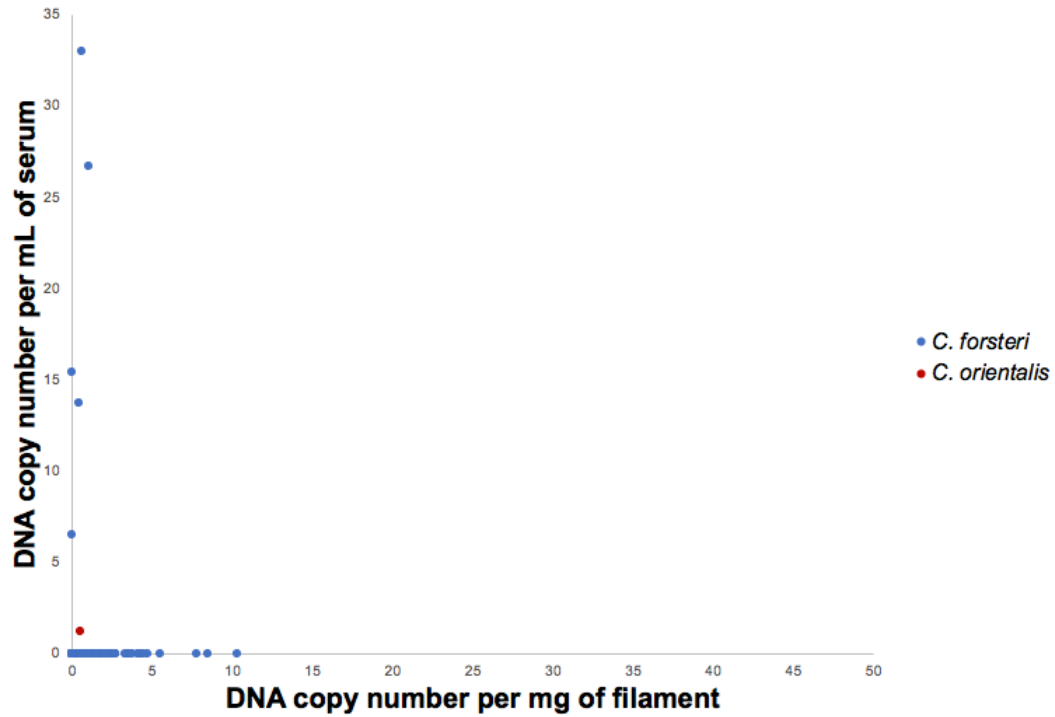 35
30
25
20
15
10
5
0
DNA copy number per mL of serum
0 5 10 15 20 25 30 35 40 45 50
DNA copy number per mg of filament
C. forsteri
C. orientalis